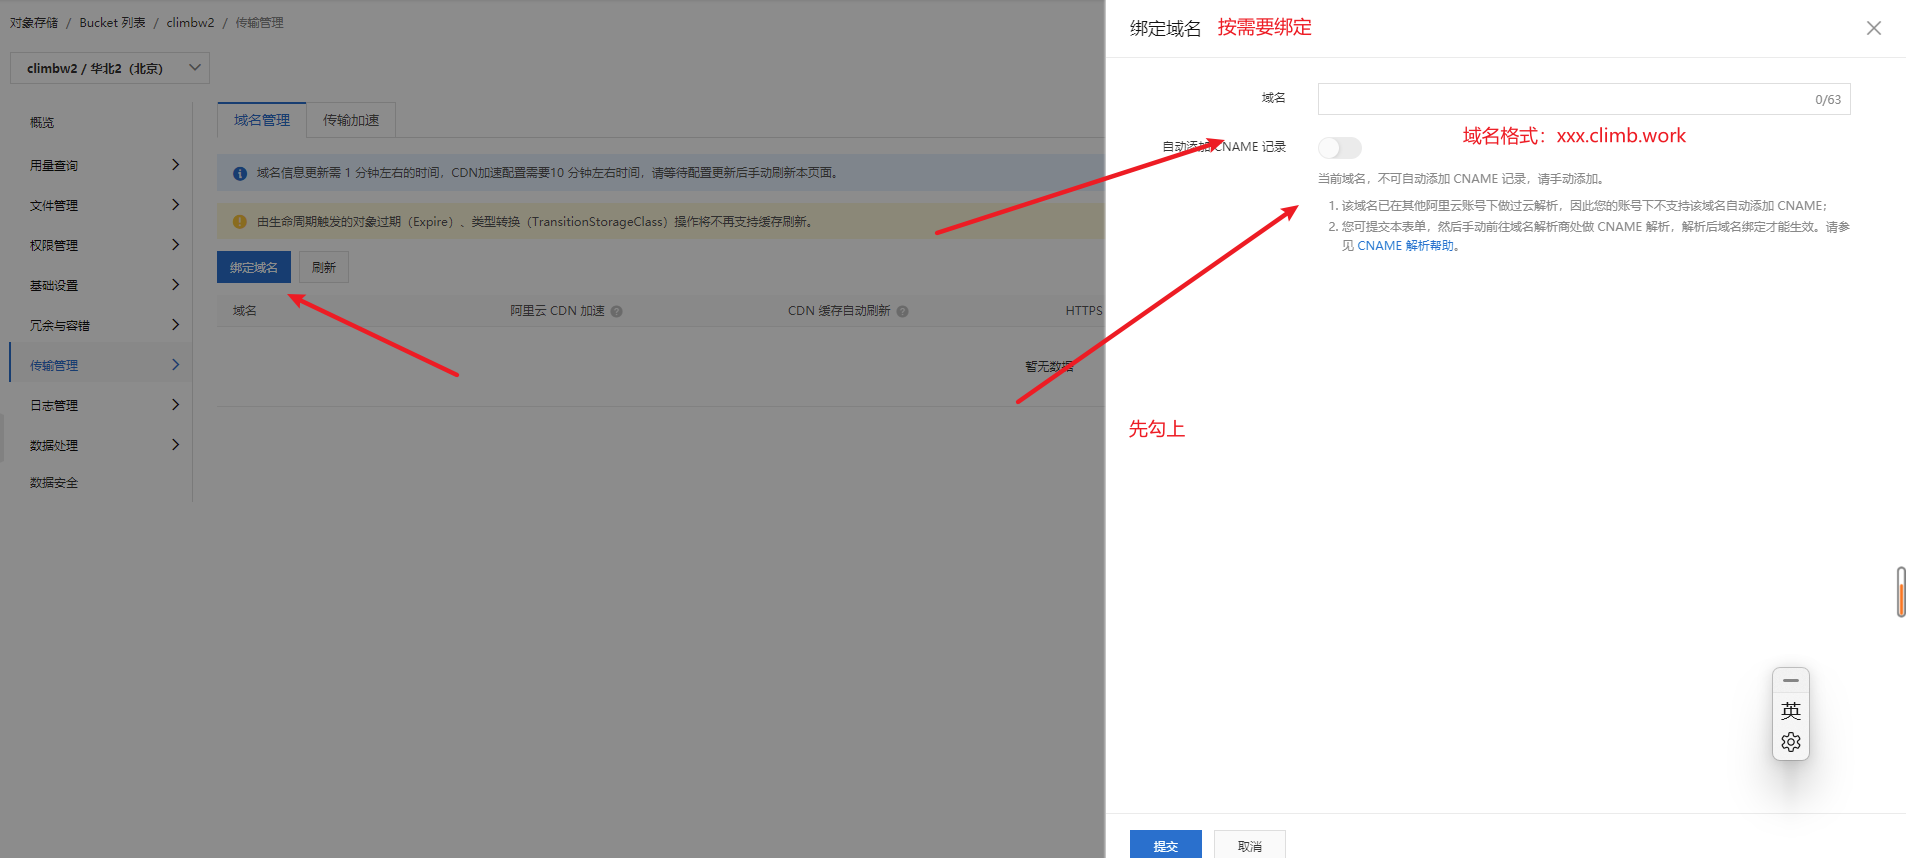 对象存储 / Bucket 列表 / climbw2 / 传输管理
climbw2 / 华北2（北京）
概览
用量查询
文件管理
权限管理
基础设置
冗余与容错
传输管理
日志管理
数据处理
数据安全
域名管理
传输加速
域名信息更新需 1 分钟左右的时间，CDN加速配置需要10 分钟左右时间，请等待配置更新后手动刷新本页面。
由生命周期触发的对象过期（Expire）、类型转换（TransitionStorageClass）操作将不再支持缓存刷新。
绑定域名
刷新
域名 阿里云 CDN 加速 CDN 缓存自动刷新 HTTPS
暂无数据
绑定域名 按需要绑定
域名
0/63
域名格式：xxx.climb.work
自动添加 CNAME 记录
当前域名，不可自动添加 CNAME 记录，请手动添加。
1. 该域名已在其他阿里云账号下做过云解析，因此您的账号下不支持该域名自动添加 CNAME；
2. 您可提交本表单，然后手动前往域名解析商处做 CNAME 解析，解析后域名绑定才能生效。请参
见 CNAME 解析帮助。
先勾上
英
提交
取消